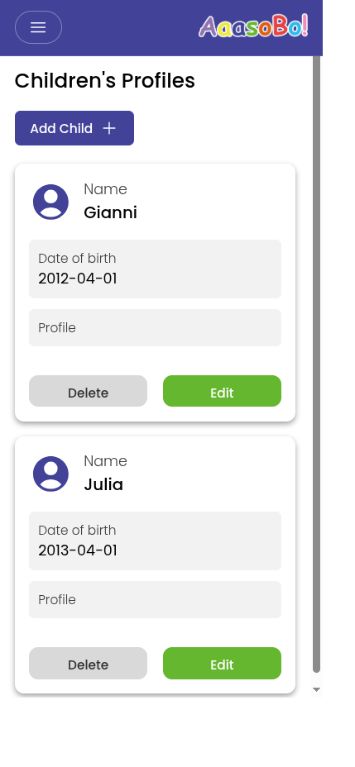 AaasoBo!
Children's Profiles
Add Child
Name
Gianni
Date of birth
2012-04-01
Profile
Delete
Edit
Name
Julia
Date of birth
2013-04-01
Profile
Delete
Edit